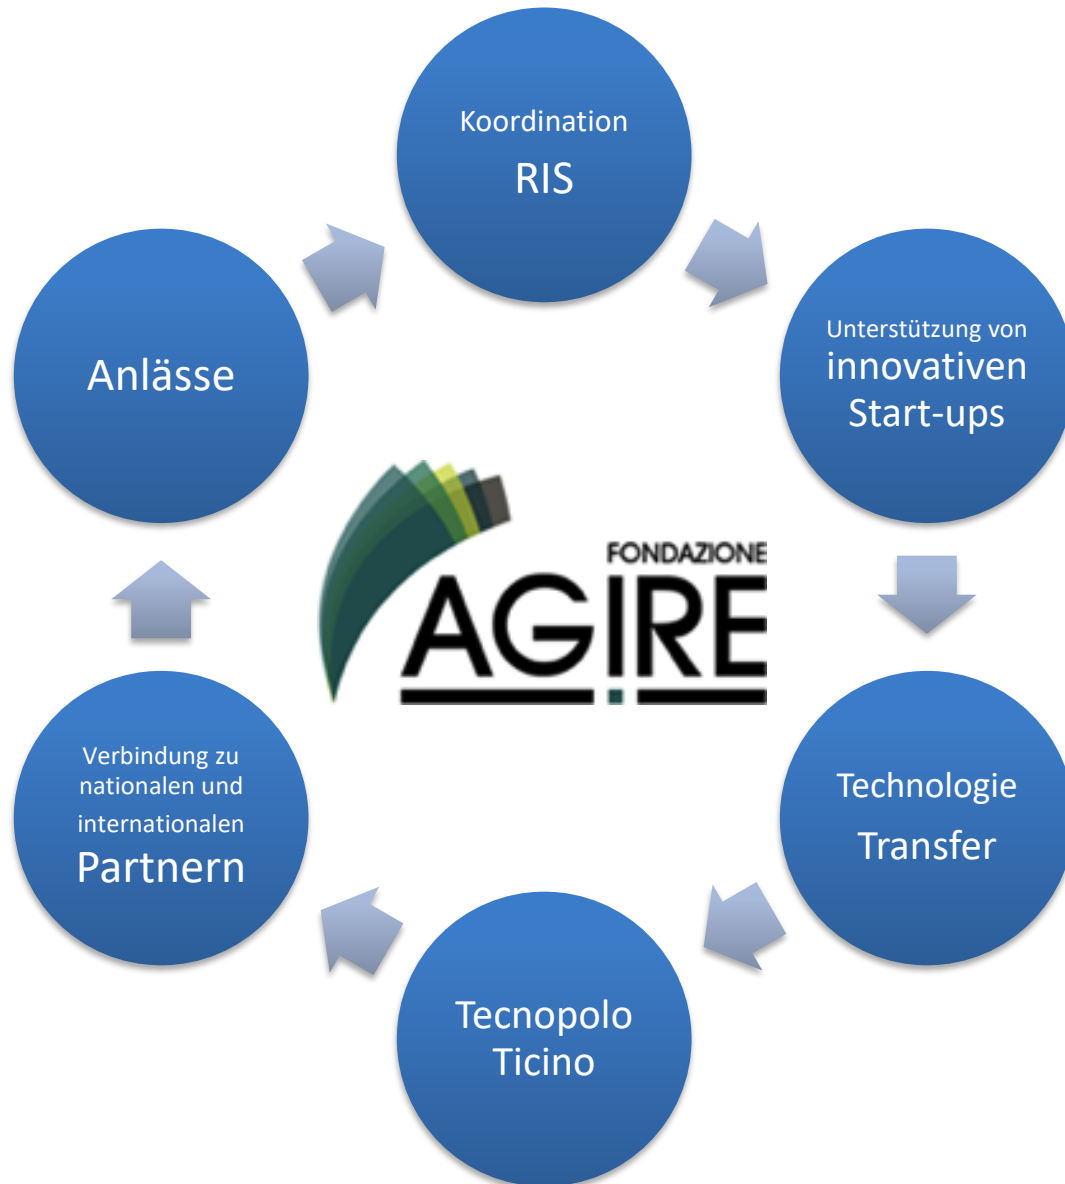 Koordination
RIS
Unterstützung von
innovativen
Start-ups
Technologie
Transfer
Tecnopolo
Ticino
Verbindung zu
nationalen und
internationalen
Partnern
Anlässe
FONDAZIONE
AGIRE